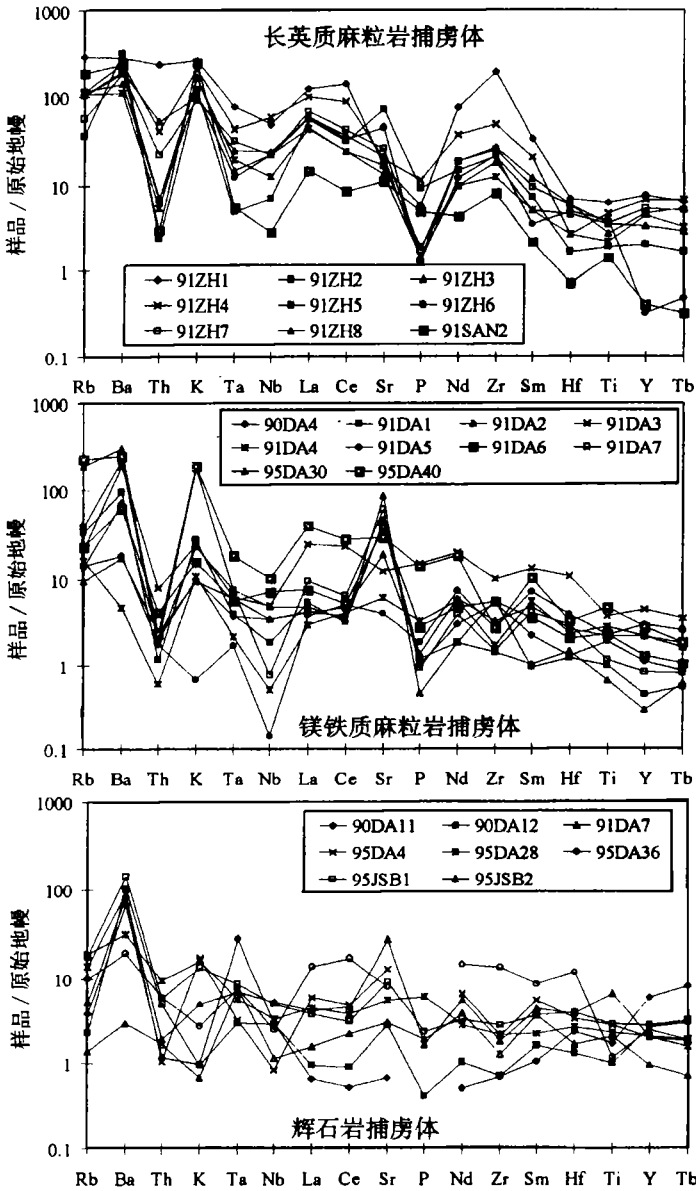 1000
长英质麻粒岩捕虏体
100
10
1
0.1
样品 / 原始地幔
91ZH1 91ZH2 91ZH3
91ZH4 91ZH5 91ZH6
91ZH7 91ZH8 91SAN2
Rb Ba Th K Ta Nb La Ce Sr P Nd Zr Sm Hf Ti Y Tb
1000
90DA4 91DA1 91DA2 91DA3
91DA4 91DA5 91DA6 91DA7
95DA30 95DA40
100
10
1
0.1
样品 / 原始地幔
镁铁质麻粒岩捕虏体
Rb Ba Th K Ta Nb La Ce Sr P Nd Zr Sm Hf Ti Y Tb
1000
90DA11 90DA12 91DA7
95DA4 95DA28 95DA36
95JSB1 95JSB2
100
10
1
0.1
样品 / 原始地幔
辉石岩捕虏体
Rb Ba Th K Ta Nb La Ce Sr P Nd Zr Sm Hf Ti Y Tb